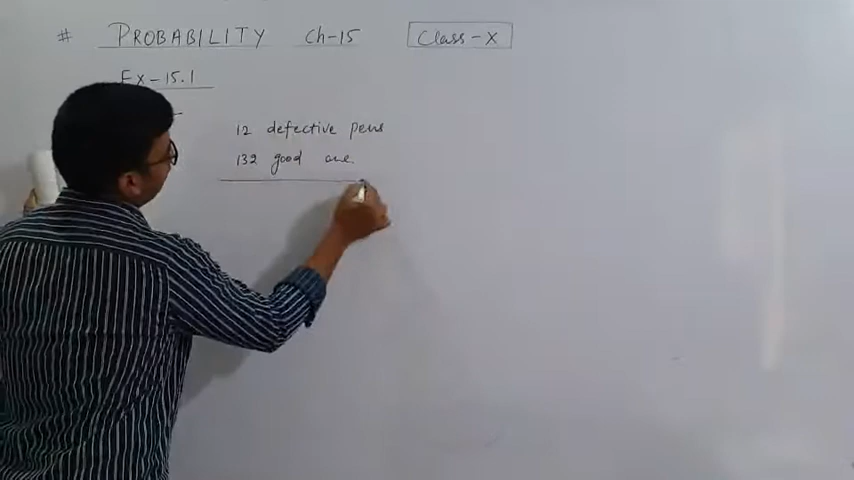 # PROBABILITY Ch-15 Class-X
Ex-15.1
12 defective pens
132 good one.